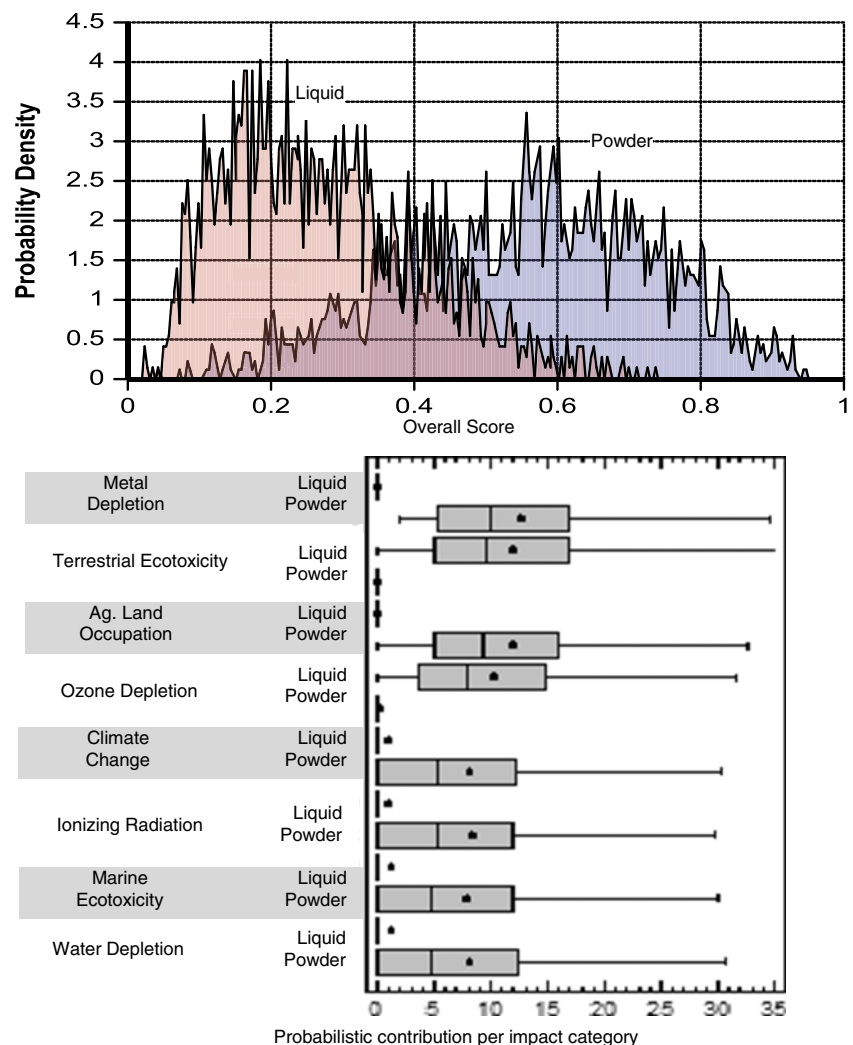 4.5
4
3.5
3
2.5
2
1.5
1
0.5
0
Probability Density
Liquid
Powder
0 0.2 0.4 0.6 0.8 1
Overall Score
Metal
Depletion
Liquid
Powder
Terrestrial Ecotoxicity
Liquid
Powder
Ag. Land
Occupation
Liquid
Powder
Ozone Depletion
Liquid
Powder
Climate
Change
Liquid
Powder
Ionizing Radiation
Liquid
Powder
Marine
Ecotoxicity
Liquid
Powder
Water Depletion
Liquid
Powder
0 5 10 15 20 25 30 35
Probabilistic contribution per impact category